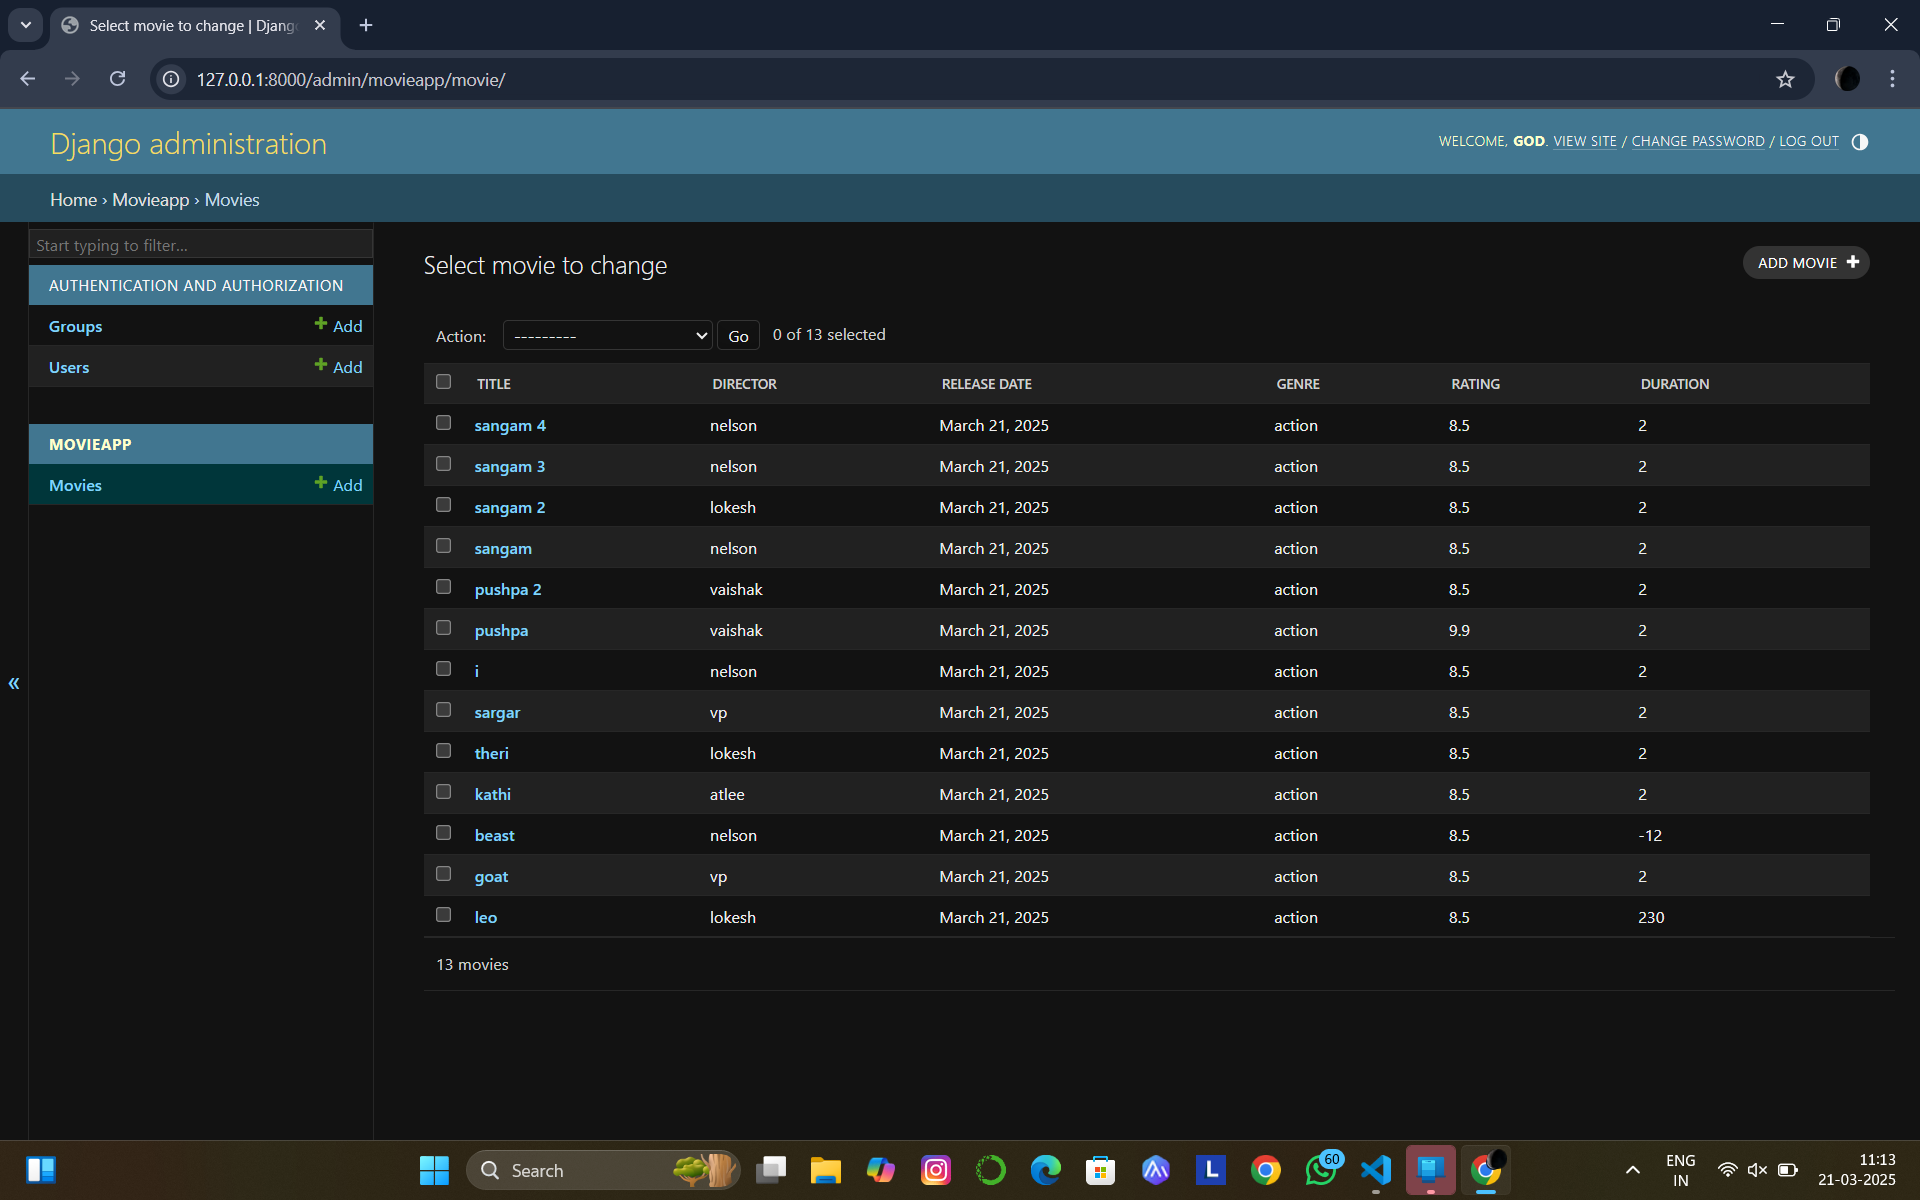 Select movie to change | Djang
127.0.0.1:8000/admin/movieapp/movie/
Django administration
WELCOME, GOD. VIEW SITE / CHANGE PASSWORD / LOG OUT
Home › Movieapp › Movies
Start typing to filter...
AUTHENTICATION AND AUTHORIZATION
Groups Add
Users Add
MOVIEAPP
Movies Add
«
Select movie to change
ADD MOVIE
Action: --------- Go 0 of 13 selected
TITLE DIRECTOR RELEASE DATE GENRE RATING DURATION
sangam 4 nelson March 21, 2025 action 8.5 2
sangam 3 nelson March 21, 2025 action 8.5 2
sangam 2 lokesh March 21, 2025 action 8.5 2
sangam nelson March 21, 2025 action 8.5 2
pushpa 2 vaishak March 21, 2025 action 8.5 2
pushpa vaishak March 21, 2025 action 9.9 2
i nelson March 21, 2025 action 8.5 2
sargar vp March 21, 2025 action 8.5 2
theri lokesh March 21, 2025 action 8.5 2
kathi atlee March 21, 2025 action 8.5 2
beast nelson March 21, 2025 action 8.5 -12
goat vp March 21, 2025 action 8.5 2
leo lokesh March 21, 2025 action 8.5 230
13 movies
Search
L
60
ENG
IN
11:13
21-03-2025